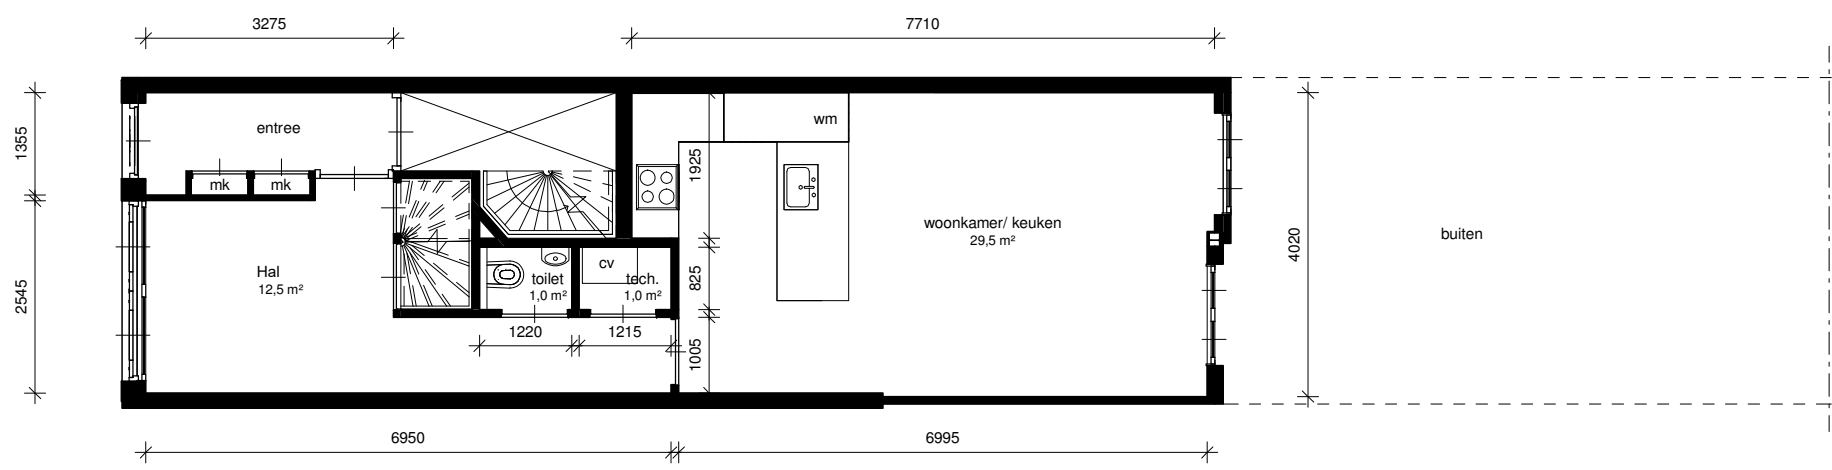 3275
7710
1355
entree
wm
mk
mk
1925
woonkamer/ keuken
29,5 m²
buiten
4020
Hal
12,5 m²
2545
toilet
1,0 m²
cv
tech.
1,0 m²
825
1220
1215
1005
6950
6995